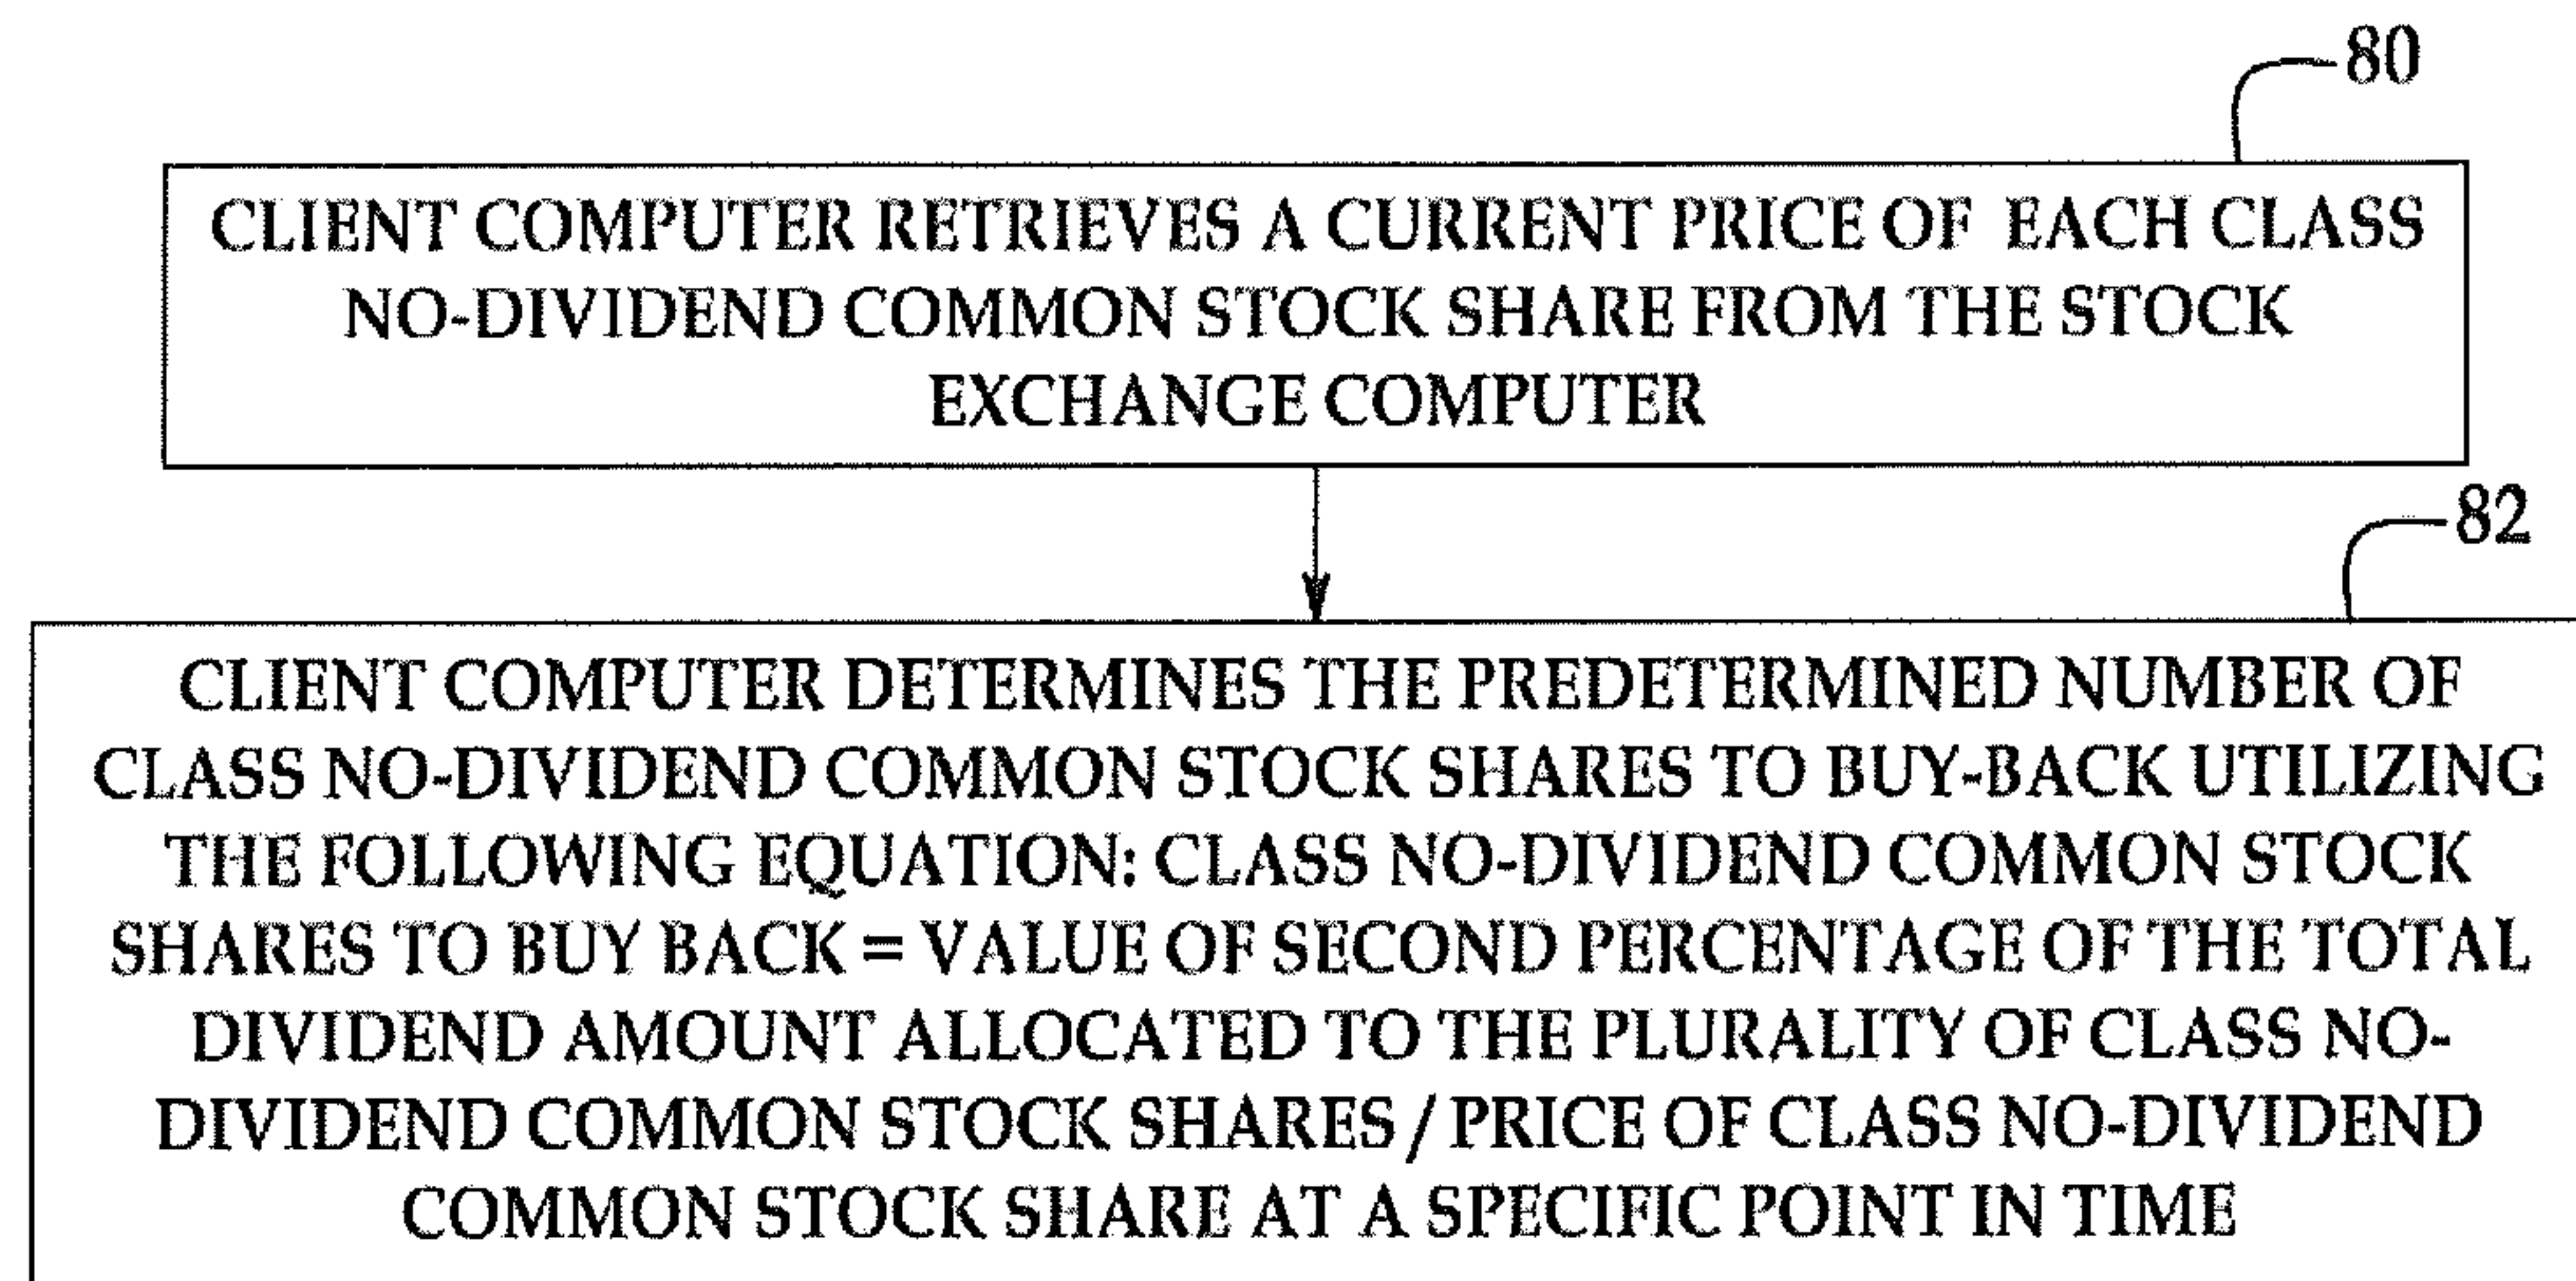 80
CLIENT COMPUTER RETRIEVES A CURRENT PRICE OF EACH CLASS
NO-DIVIDEND COMMON STOCK SHARE FROM THE STOCK
EXCHANGE COMPUTER
82
CLIENT COMPUTER DETERMINES THE PREDETERMINED NUMBER OF
CLASS NO-DIVIDEND COMMON STOCK SHARES TO BUY-BACK UTILIZING
THE FOLLOWING EQUATION: CLASS NO-DIVIDEND COMMON STOCK
SHARES TO BUY BACK = VALUE OF SECOND PERCENTAGE OF THE TOTAL
DIVIDEND AMOUNT ALLOCATED TO THE PLURALITY OF CLASS NO-
DIVIDEND COMMON STOCK SHARES / PRICE OF CLASS NO-DIVIDEND
COMMON STOCK SHARE AT A SPECIFIC POINT IN TIME